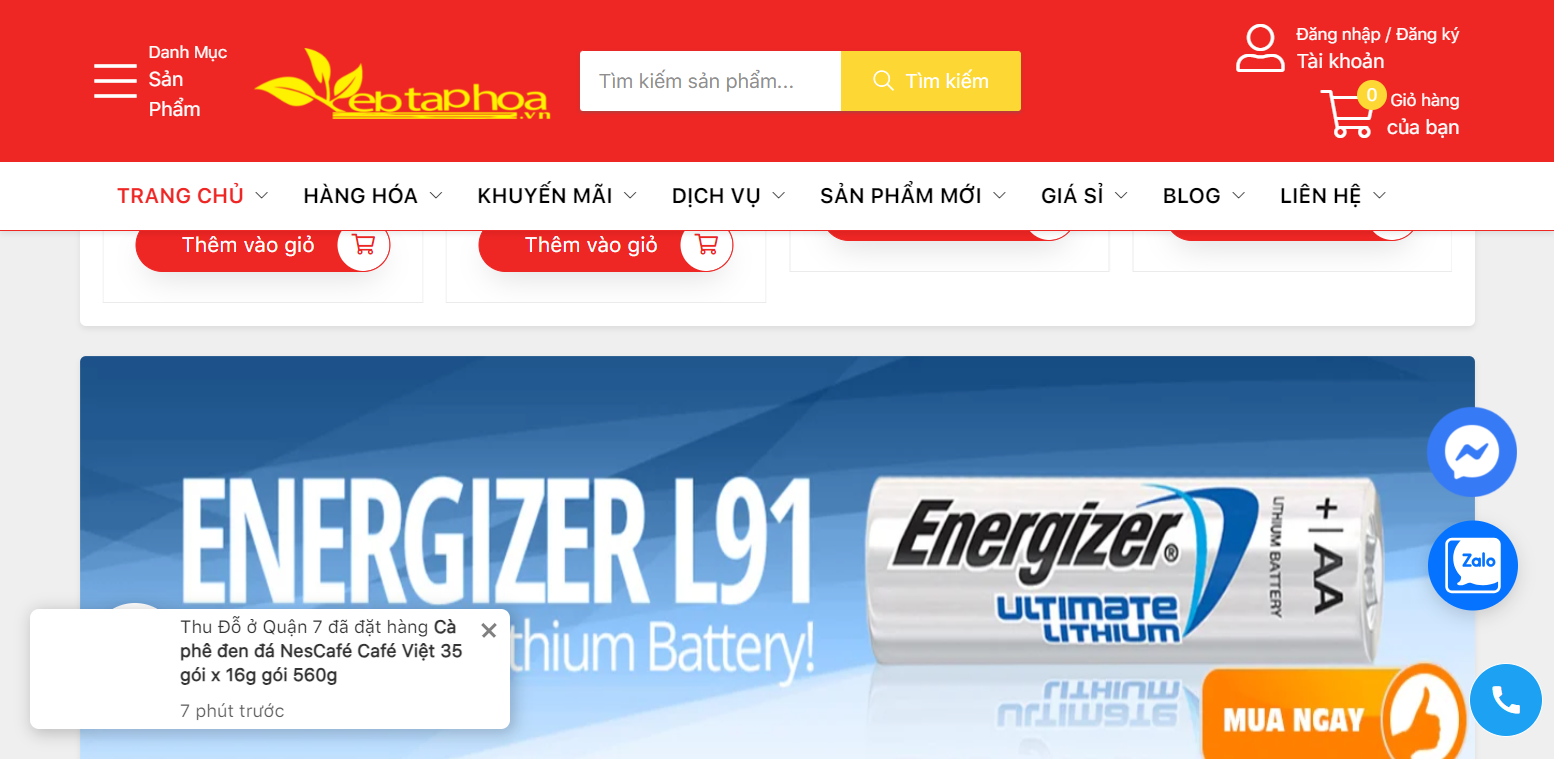 Danh Mục
Sản
Phẩm
eptaphoa
.vn
Tìm kiếm sản phẩm...
Tìm kiếm
Đăng nhập / Đăng ký
Tài khoản
0
Giỏ hàng
của bạn
TRANG CHỦ HÀNG HÓA KHUYẾN MÃI DỊCH VỤ SẢN PHẨM MỚI GIÁ SỈ BLOG LIÊN HỆ
Thêm vào giỏ Thêm vào giỏ
ENERGIZER L91
thium Battery!
Energizer®
ULTIMATE
LITHIUM
LITHIUM BATTERY
+ AA
Zalo
Thu Đỗ ở Quận 7 đã đặt hàng Cà
phê đen đá NesCafé Café Việt 35
gói x 16g gói 560g
7 phút trước
MUA NGAY